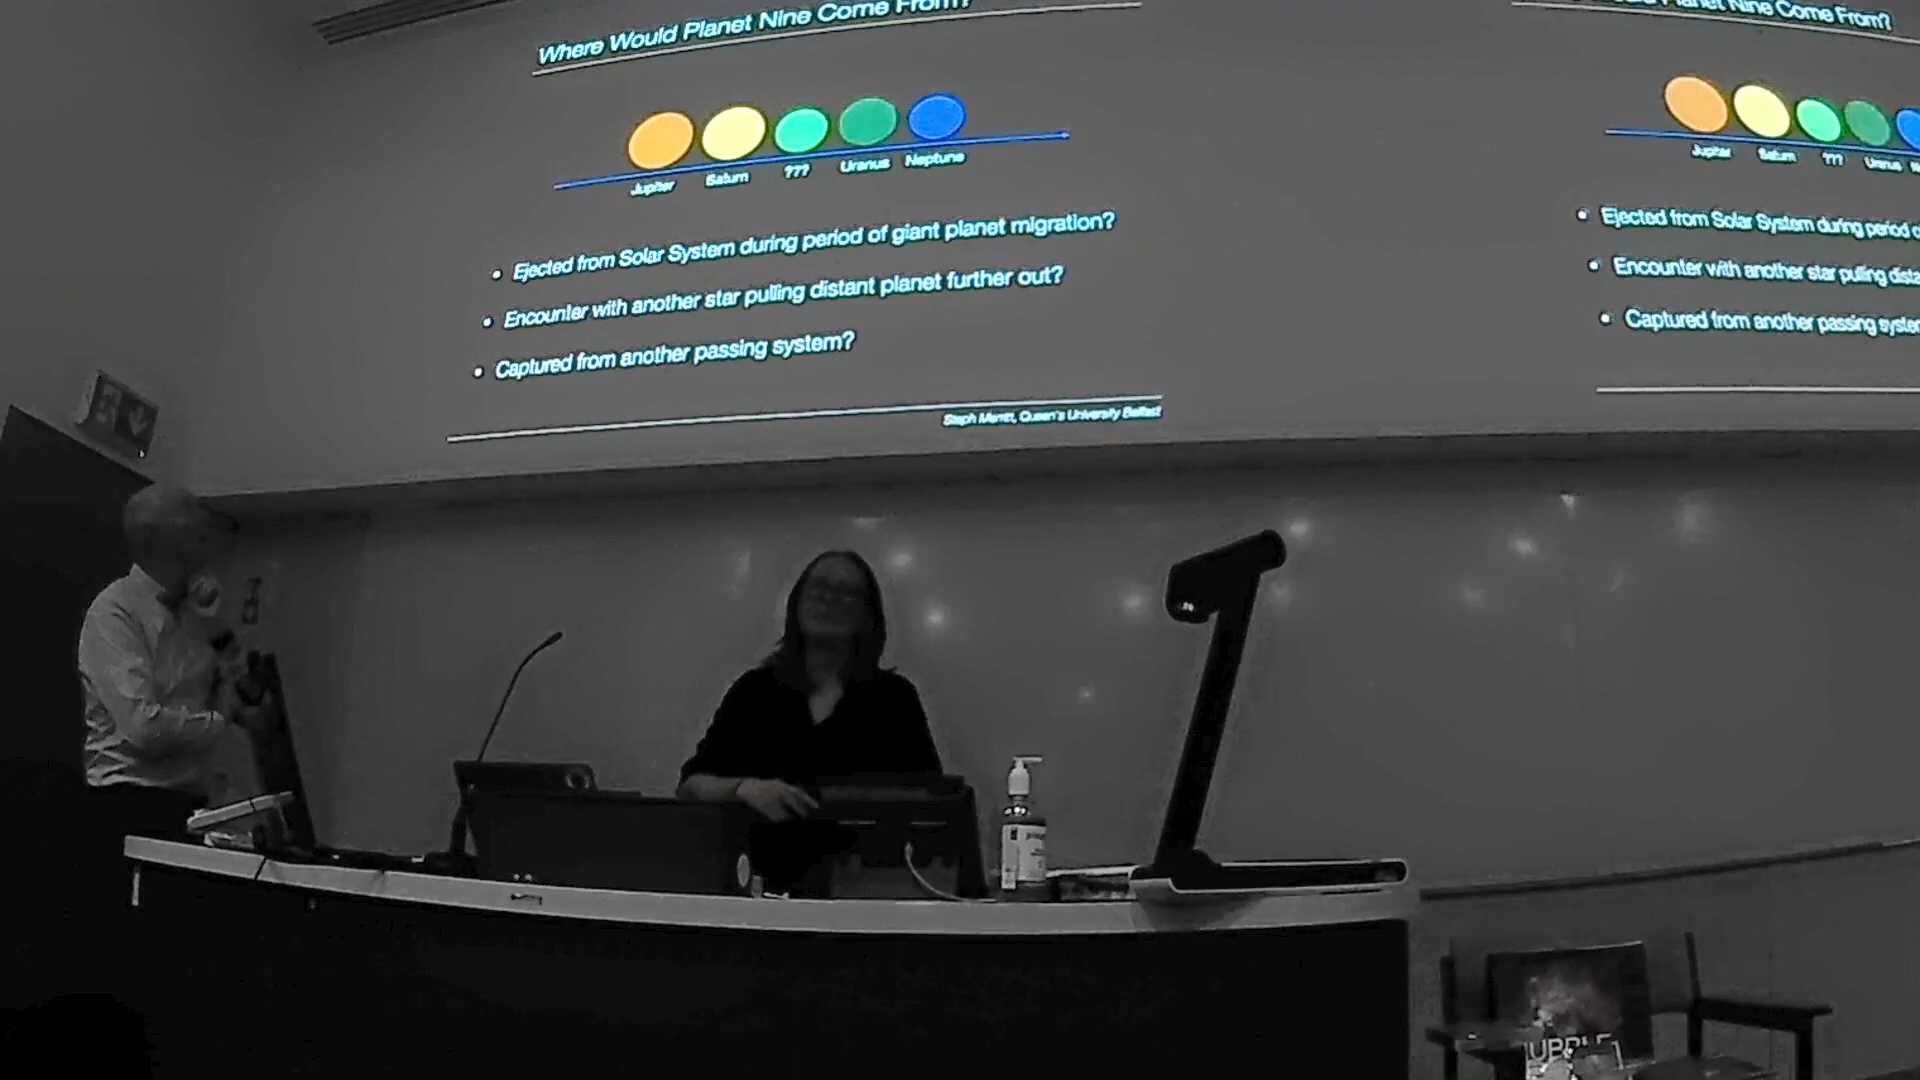 Where Would Planet Nine Come From?
Jupiter Saturn ??? Uranus Neptune
• Ejected from Solar System during period of giant planet migration?
• Encounter with another star pulling distant planet further out?
• Captured from another passing system?
Steph Merritt, Queen's University Belfast
Planet Nine Come From?
Jupiter Saturn ??? Uranus
• Ejected from Solar System during period
• Encounter with another star pulling
• Captured from another passing